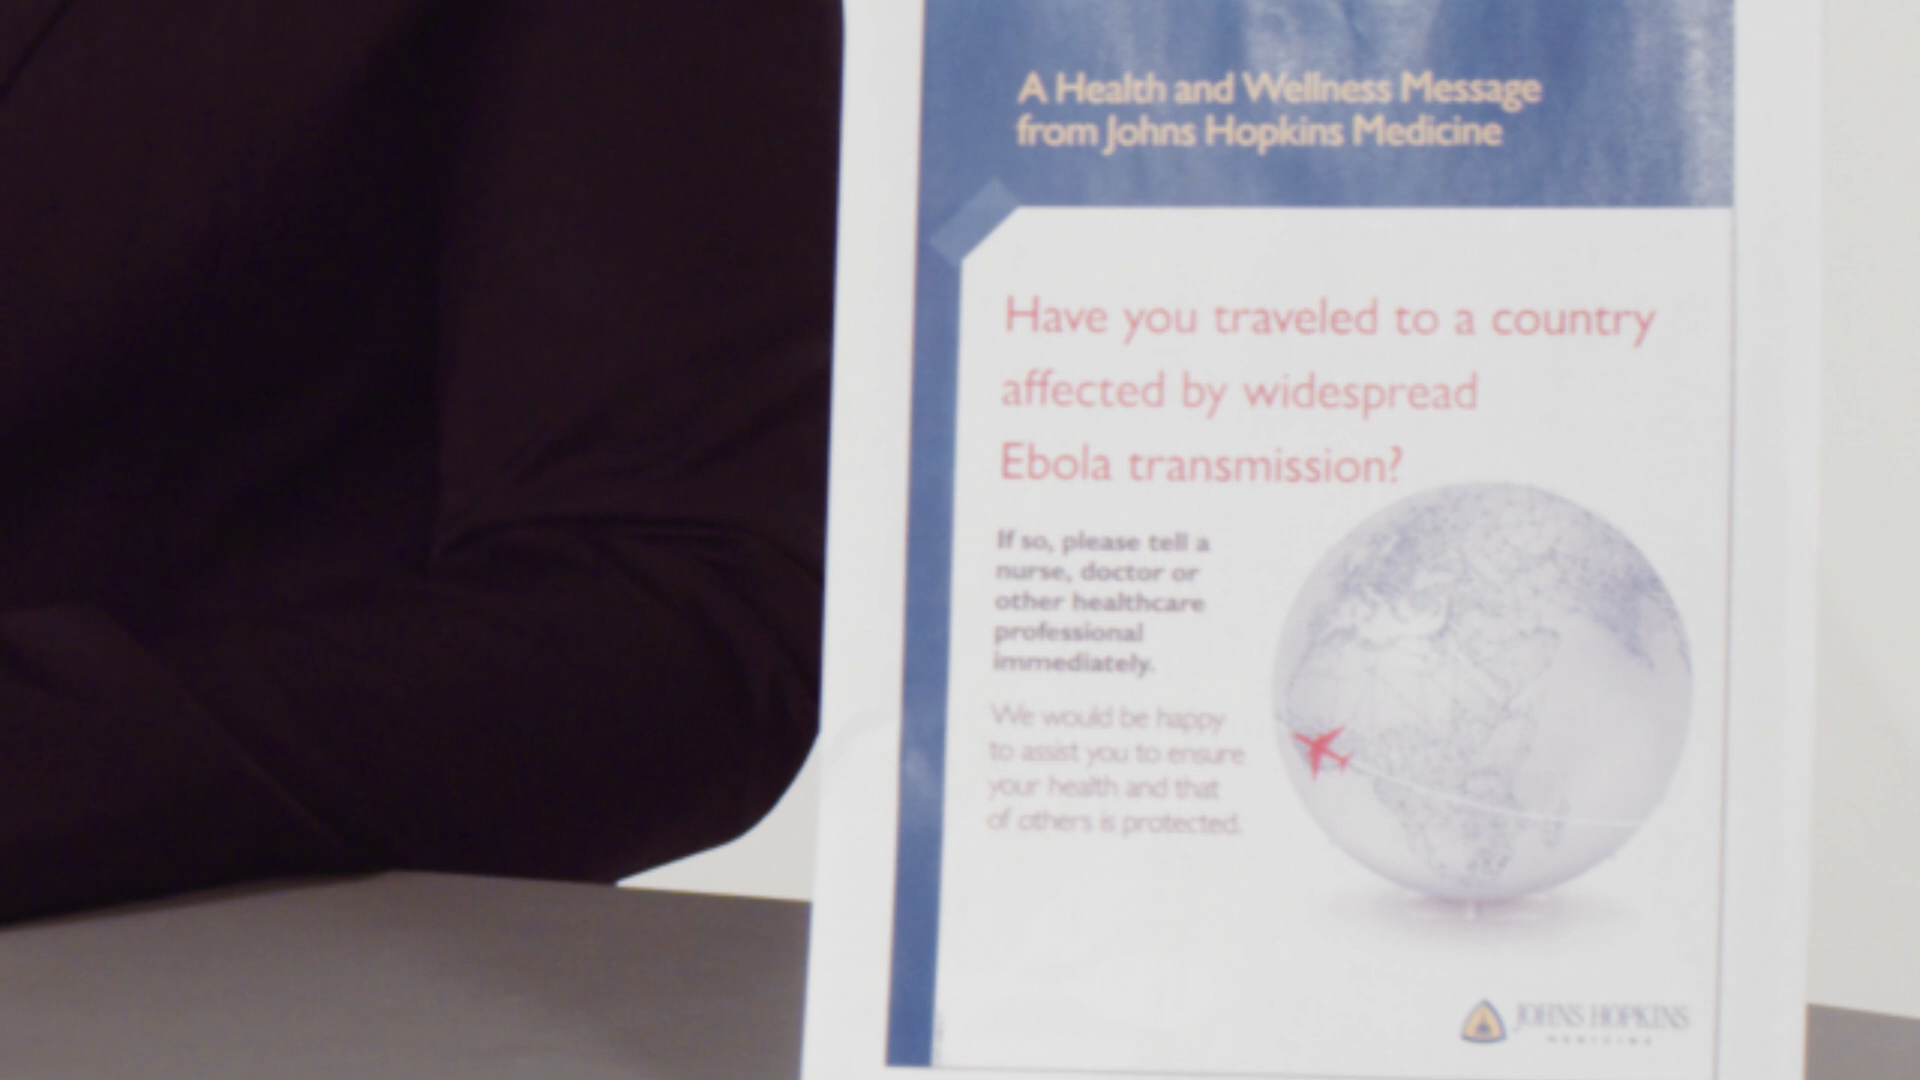 A Health and Wellness Message
from Johns Hopkins Medicine
Have you traveled to a country
affected by widespread
Ebola transmission?
If so, please tell a
nurse, doctor or
other healthcare
professional
immediately.
We would be happy
to assist you to ensure
your health and that
of others is protected.
JOHNS HOPKINS
MEDICINE